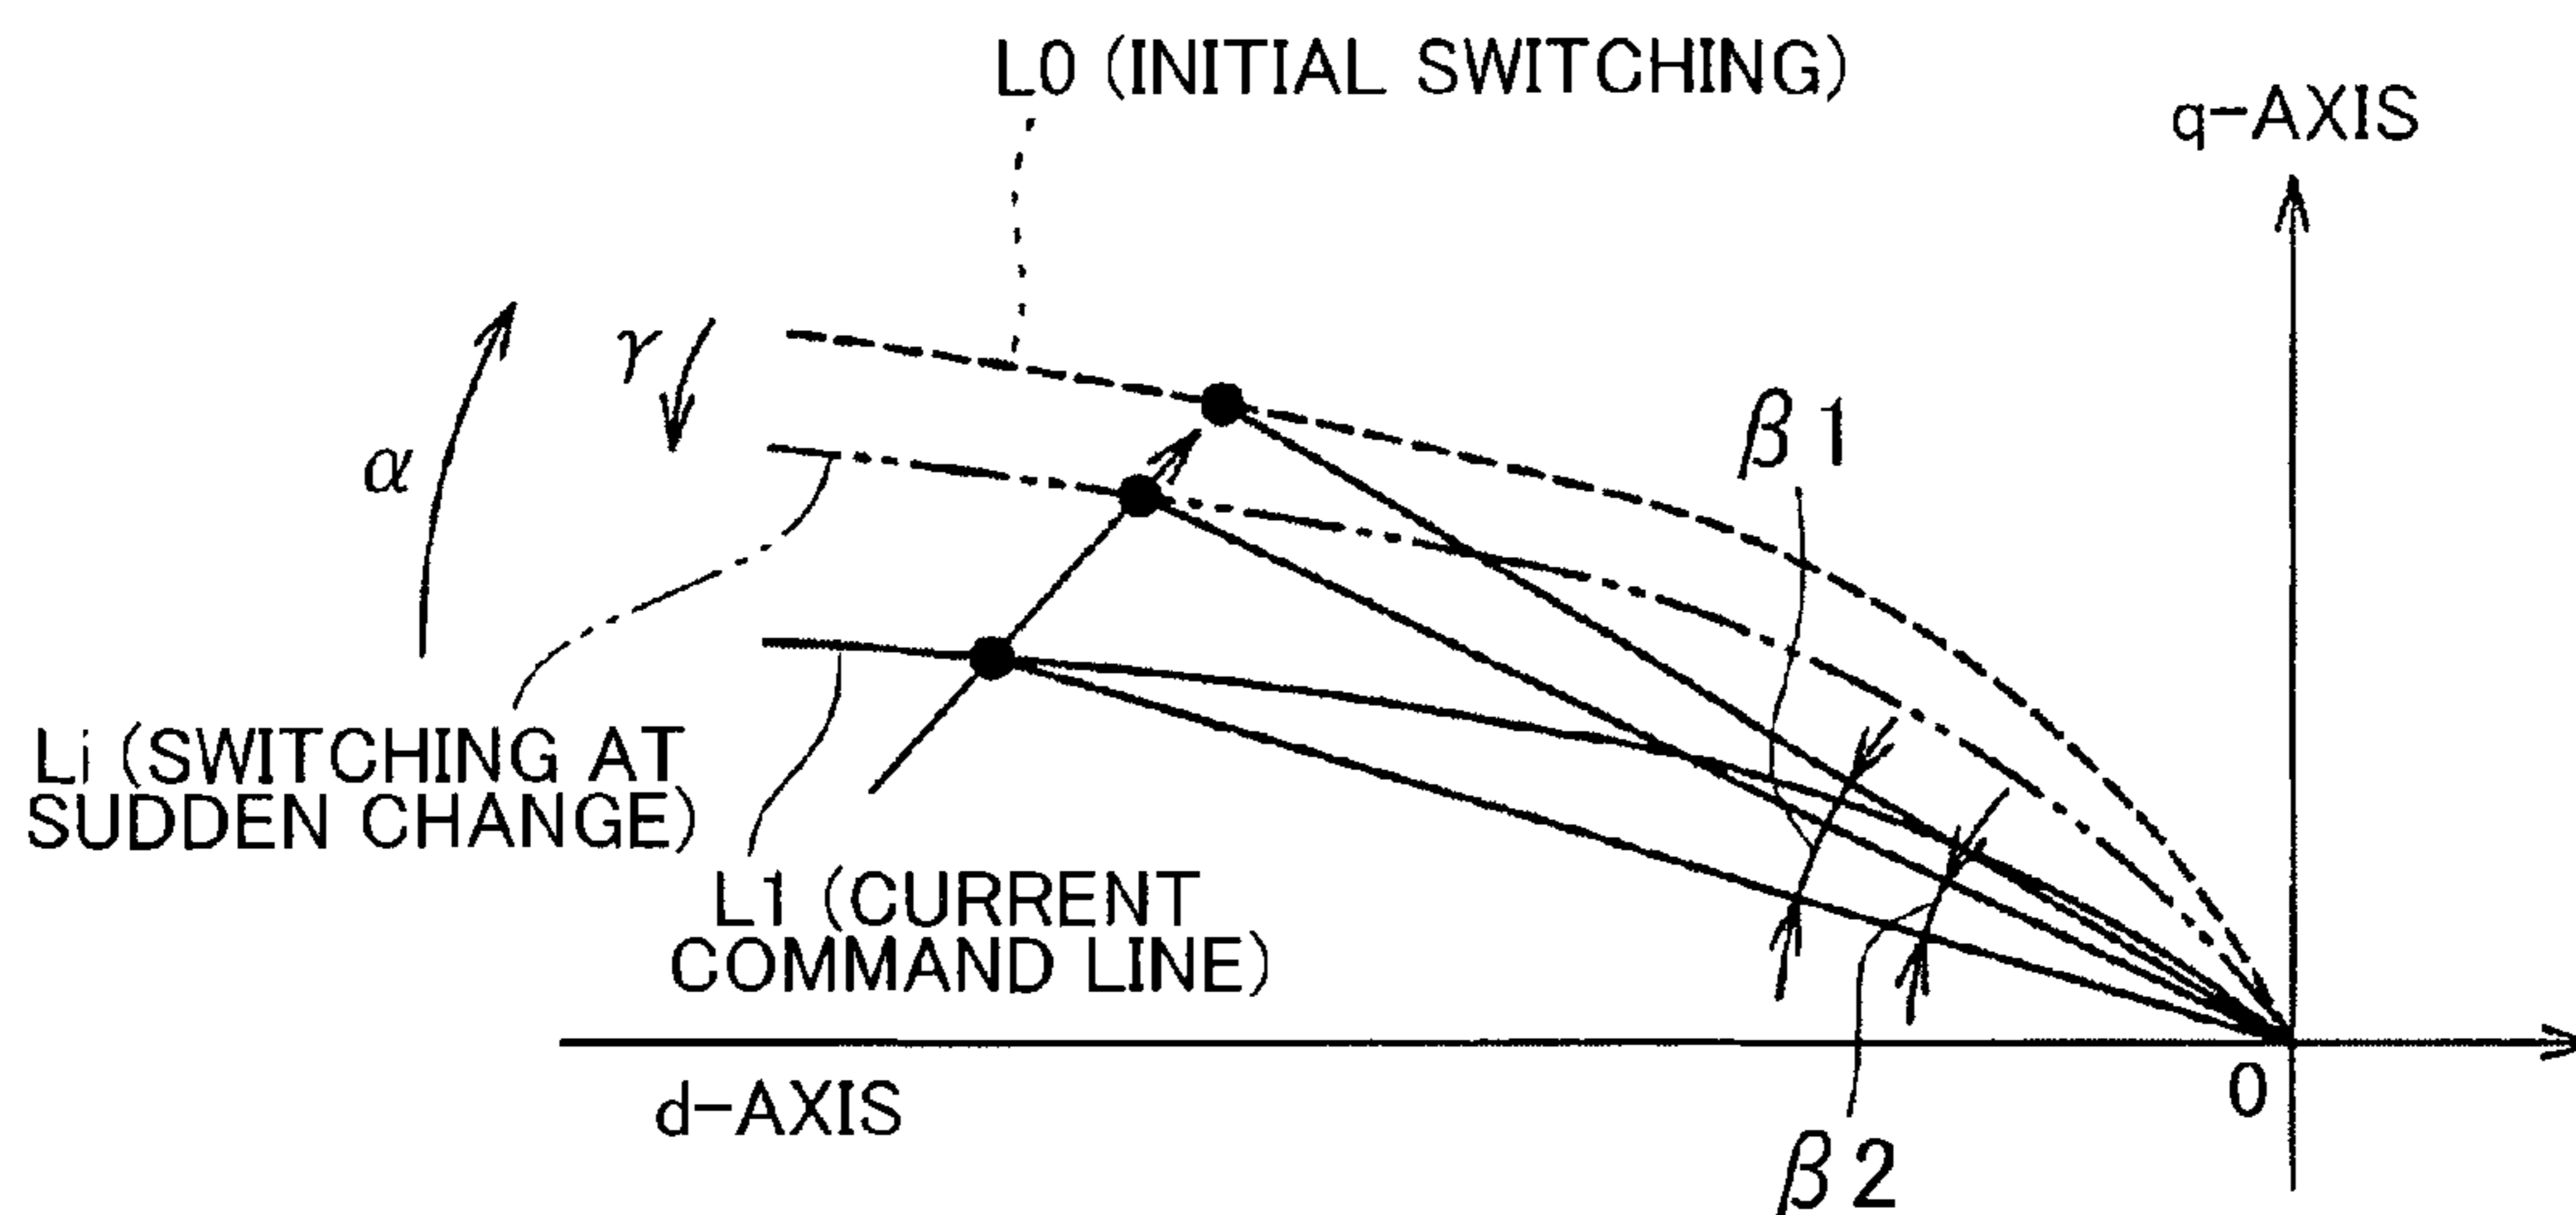 L0 (INITIAL SWITCHING)
q-AXIS
γ
α
β1
Li (SWITCHING AT
SUDDEN CHANGE)
L1 (CURRENT
COMMAND LINE)
0
d-AXIS
β2